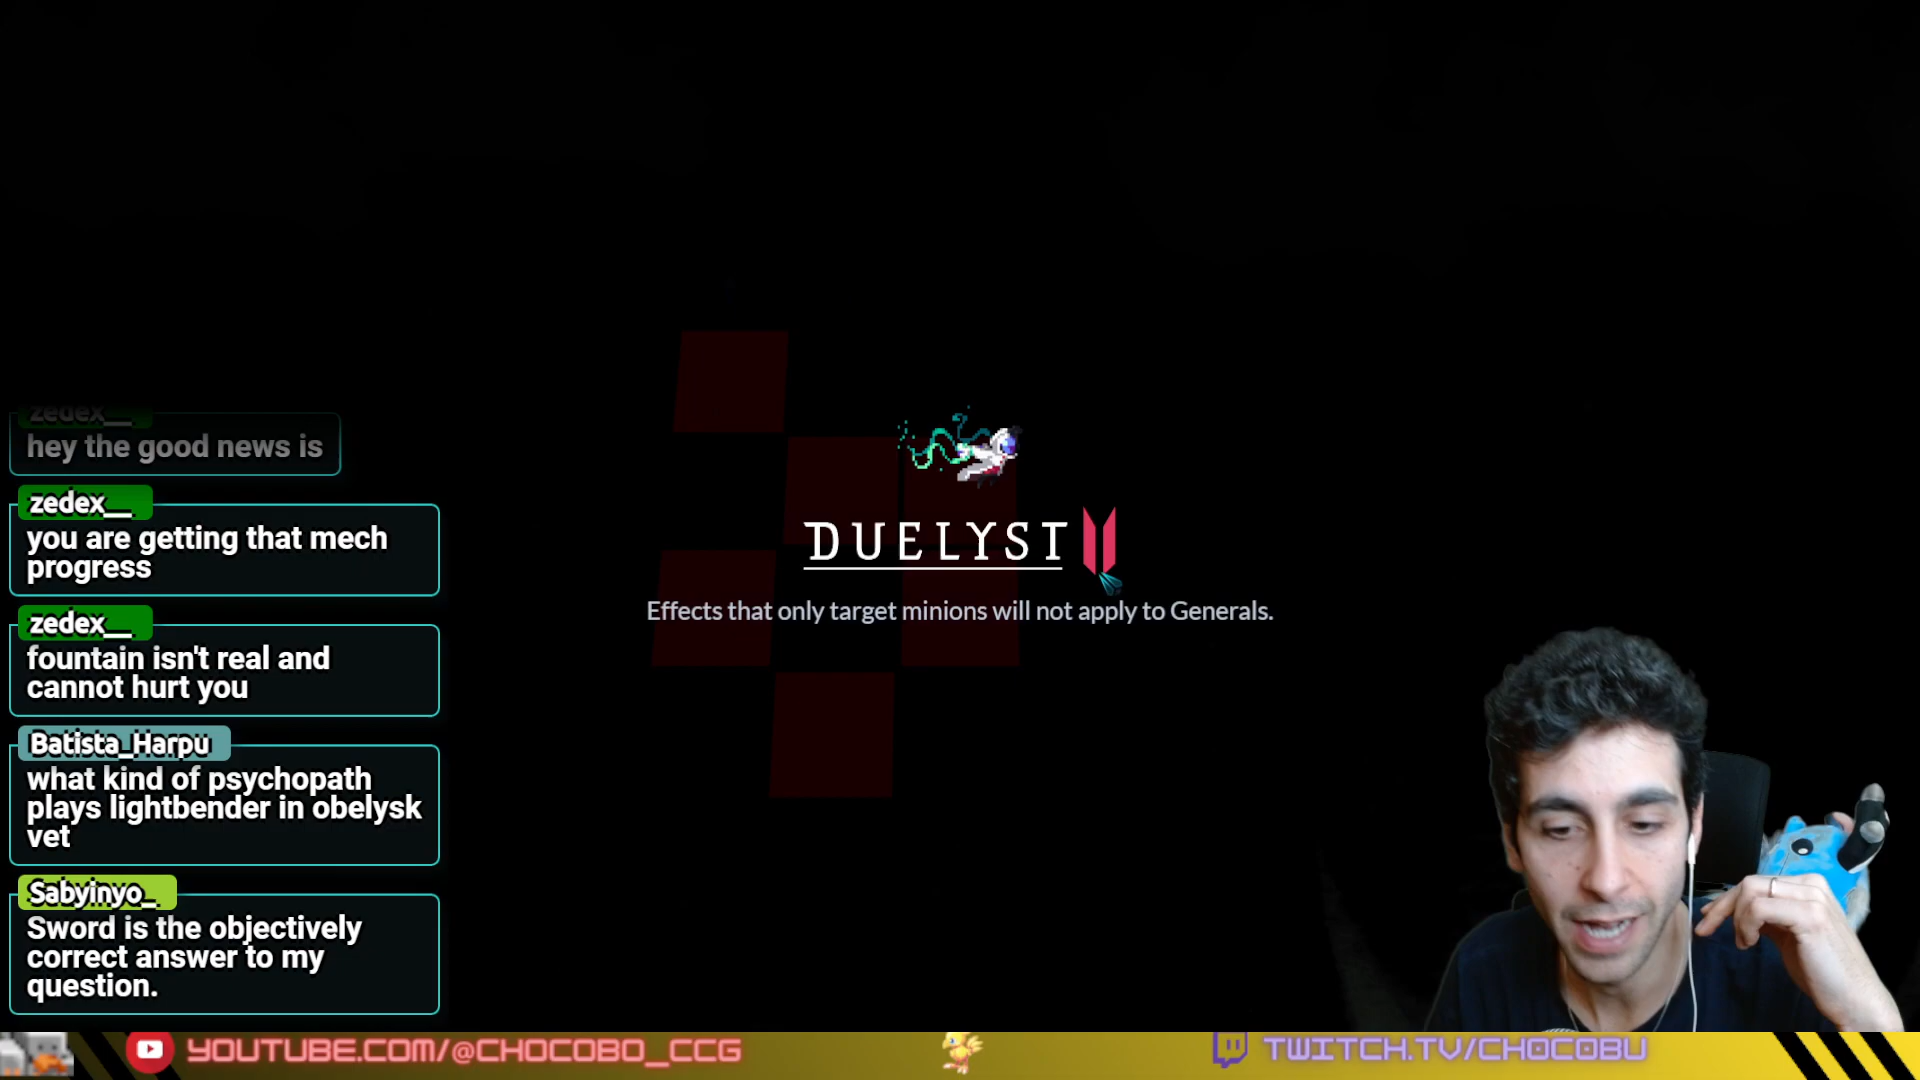 zedex__
hey the good news is
zedex__
you are getting that mech
progress
zedex__
fountain isn't real and
cannot hurt you
Batista_Harpu
what kind of psychopath
plays lightbender in obelysk
vet
Sabyinyo_
Sword is the objectively
correct answer to my
question.
DUELYST II
Effects that only target minions will not apply to Generals.
YOUTUBE.COM/@CHOCOBO_CCG
TWITCH.TV/CHOCOBU